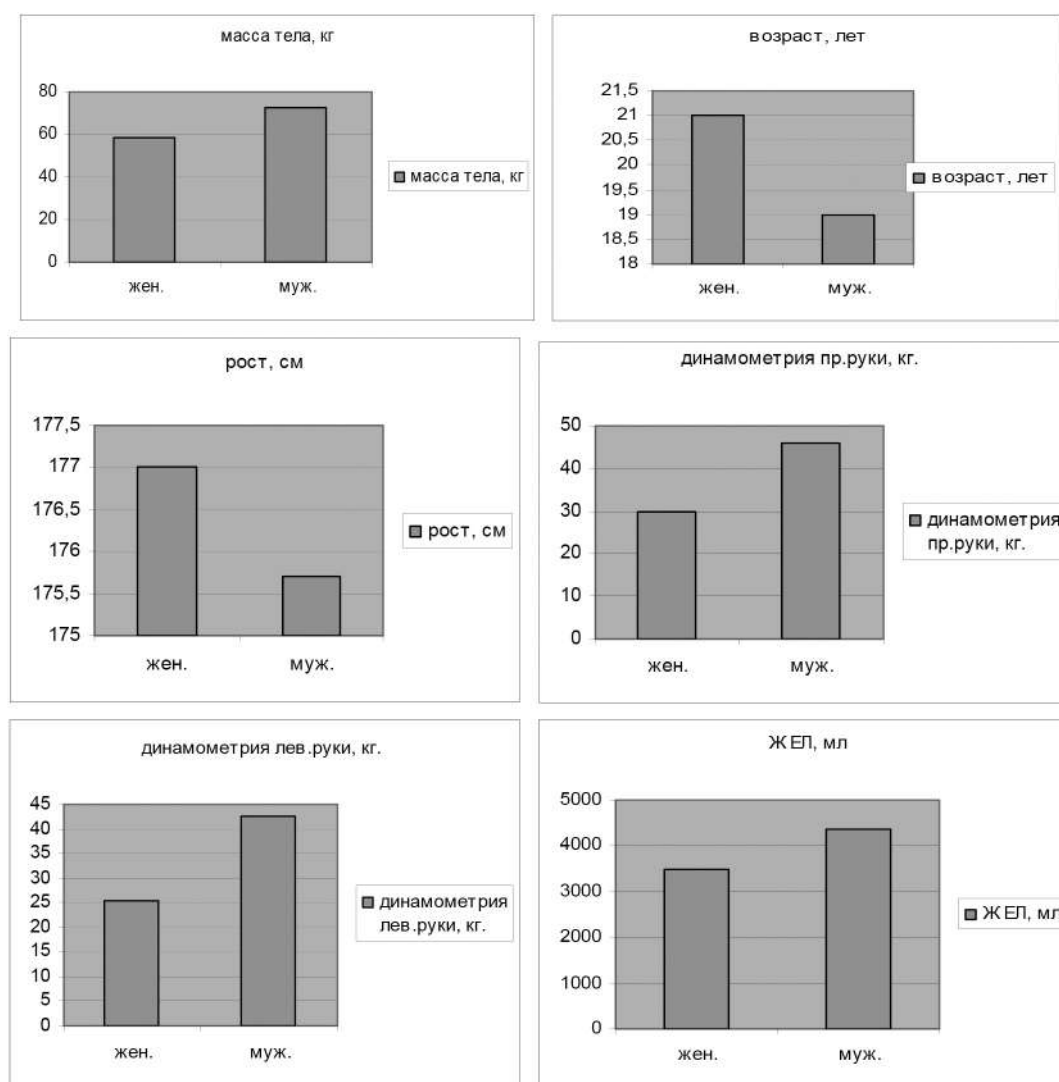 масса тела, кг
80
60
40
20
0
жен.
муж.
масса тела, кг
возраст, лет
21,5
21
20,5
20
19,5
19
18,5
18
жен.
муж.
возраст, лет
рост, см
177,5
177
176,5
176
175,5
175
жен.
муж.
рост, см
динамометрия пр.руки, кг.
50
40
30
20
10
0
жен.
муж.
динамометрия
пр.руки, кг.
динамометрия лев.руки, кг.
45
40
35
30
25
20
15
10
5
0
жен.
муж.
динамометрия
лев.руки, кг.
ЖЕЛ, мл
5000
4000
3000
2000
1000
0
жен.
муж.
ЖЕЛ, мл